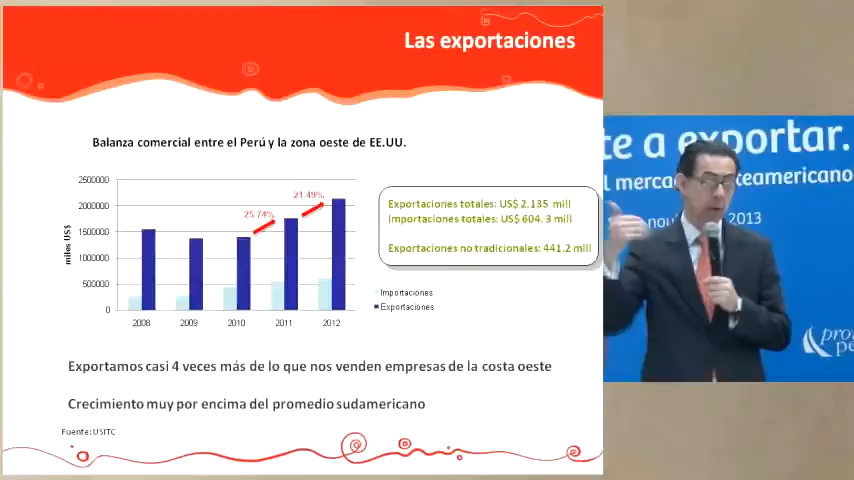 Las exportaciones
Balanza comercial entre el Perú y la zona oeste de EE.UU.
miles US$
2500000
2000000
1500000
1000000
500000
0
25.74%
21.49%
2008
2009
2010
2011
2012
Importaciones
Exportaciones
Exportaciones totales: US$ 2,135 mill
Importaciones totales: US$ 604. 3 mill
Exportaciones no tradicionales: 441.2 mill
Exportamos casi 4 veces más de lo que nos venden empresas de la costa oeste
Crecimiento muy por encima del promedio sudamericano
Fuente: USITC
te a exportar.
l merca teamericano
nov 2013
pro
pe